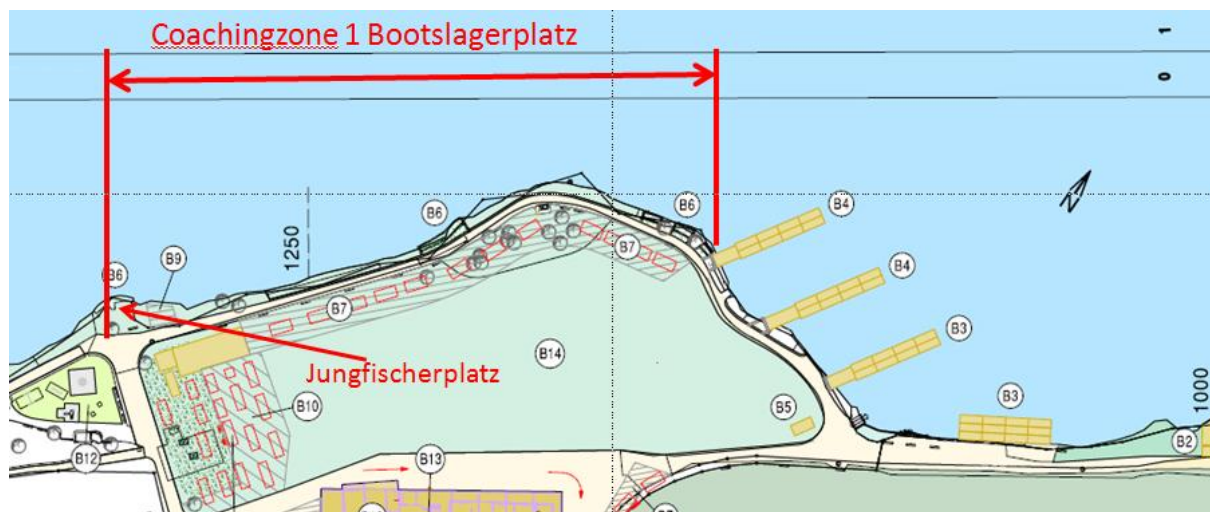 Coachingzone 1 Bootslagerplatz
1
0
B4
B6
B6
N
B9
B6
1250
B7
B4
B7
B3
B14
Jungfischerplatz
B10
B5
B3
1000
B2
B12
B13